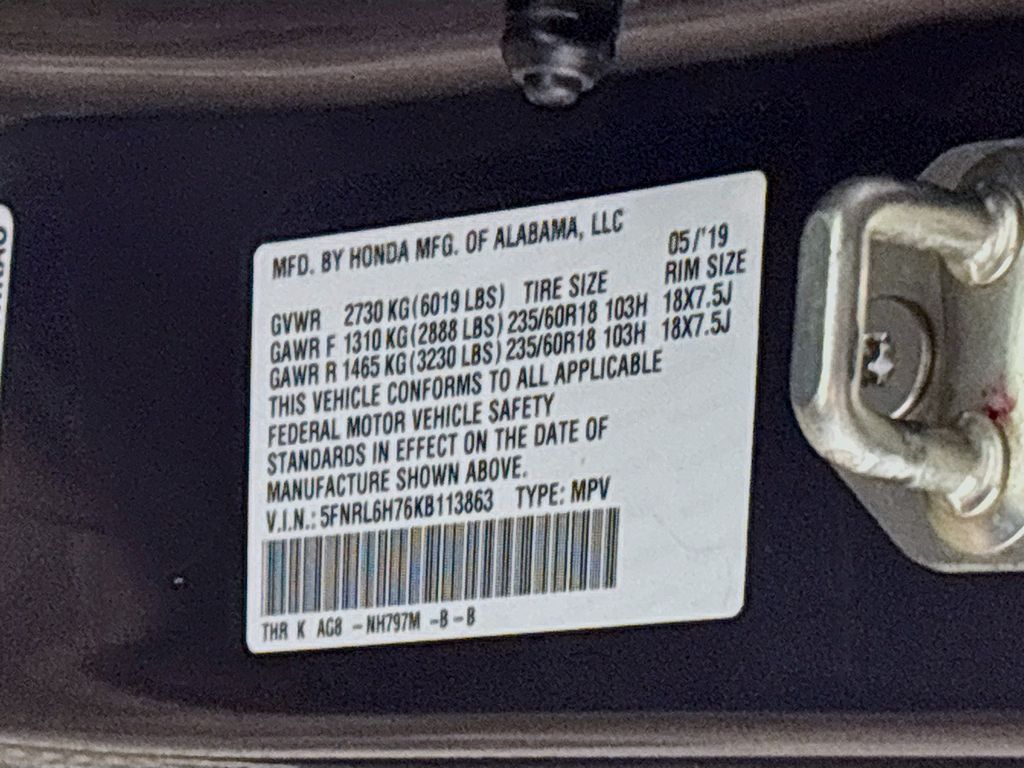 MFD. BY HONDA MFG. OF ALABAMA, LLC
05/'19
GVWR 2730 KG (6019 LBS) TIRE SIZE RIM SIZE
GAWR F 1310 KG (2888 LBS) 235/60R18 103H 18X7.5J
GAWR R 1465 KG (3230 LBS) 235/60R18 103H 18X7.5J
THIS VEHICLE CONFORMS TO ALL APPLICABLE
FEDERAL MOTOR VEHICLE SAFETY
STANDARDS IN EFFECT ON THE DATE OF
MANUFACTURE SHOWN ABOVE.
V.I.N.: 5FNRL6H76KB113863 TYPE: MPV
THR K AG8 -NH797M -B-B